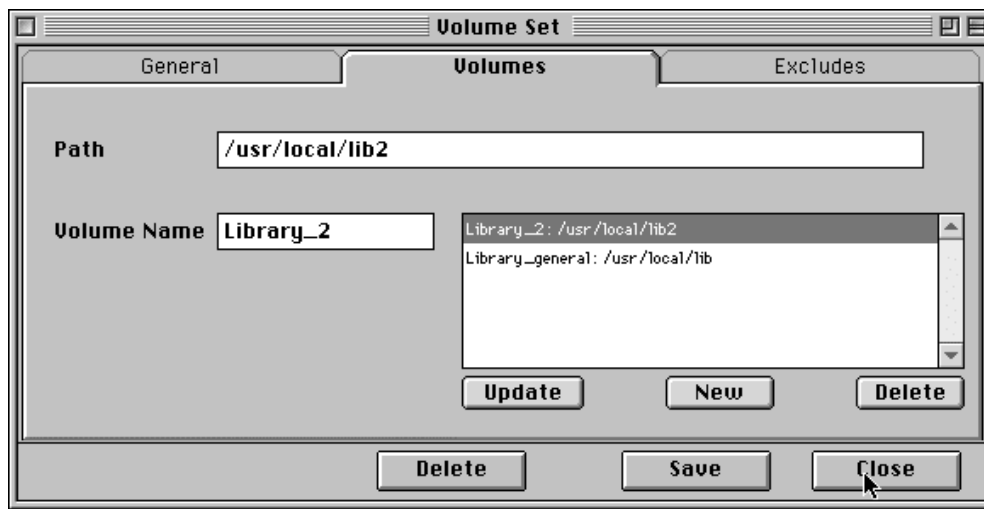 Volume Set
General Volumes Excludes
Path /usr/local/lib2
Volume Name Library_2
Library_2: /usr/local/lib2
Library_general: /usr/local/lib
Update New Delete
Delete Save Close